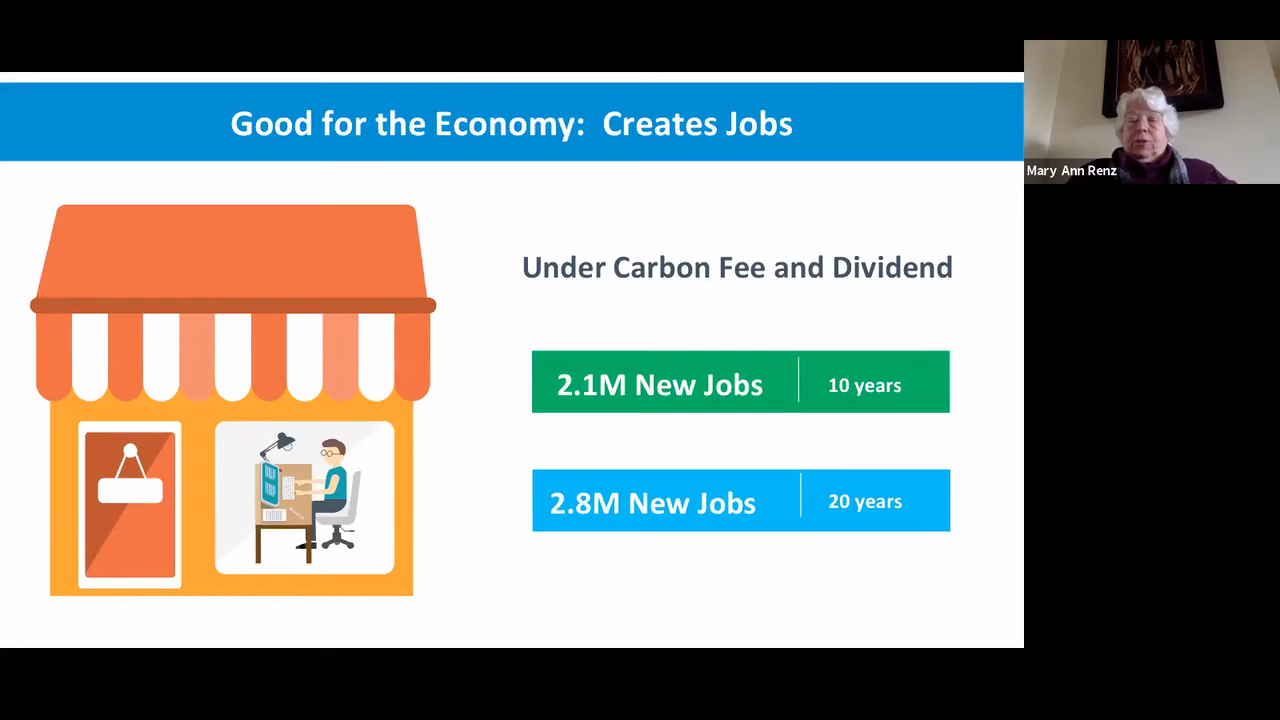 Good for the Economy: Creates Jobs
Mary Ann Renz
Under Carbon Fee and Dividend
2.1M New Jobs 10 years
2.8M New Jobs 20 years